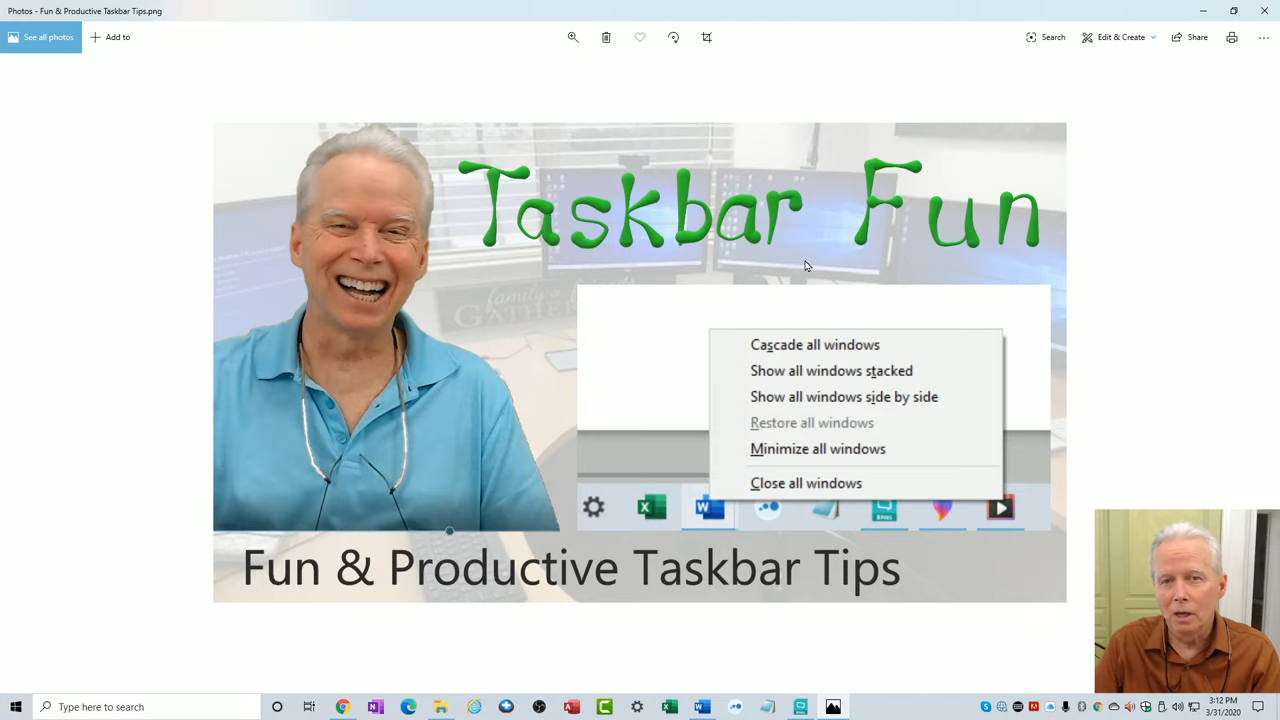 Photos - Fun & Productive Taskbar Tips.png
See all photos
Add to
Search
Edit & Create
Share
Taskbar Fun
family &
GATHER
Cascade all windows
Show all windows stacked
Show all windows side by side
Restore all windows
Minimize all windows
Close all windows
Fun & Productive Taskbar Tips
Type here to search
3:12 PM
3/31/2020